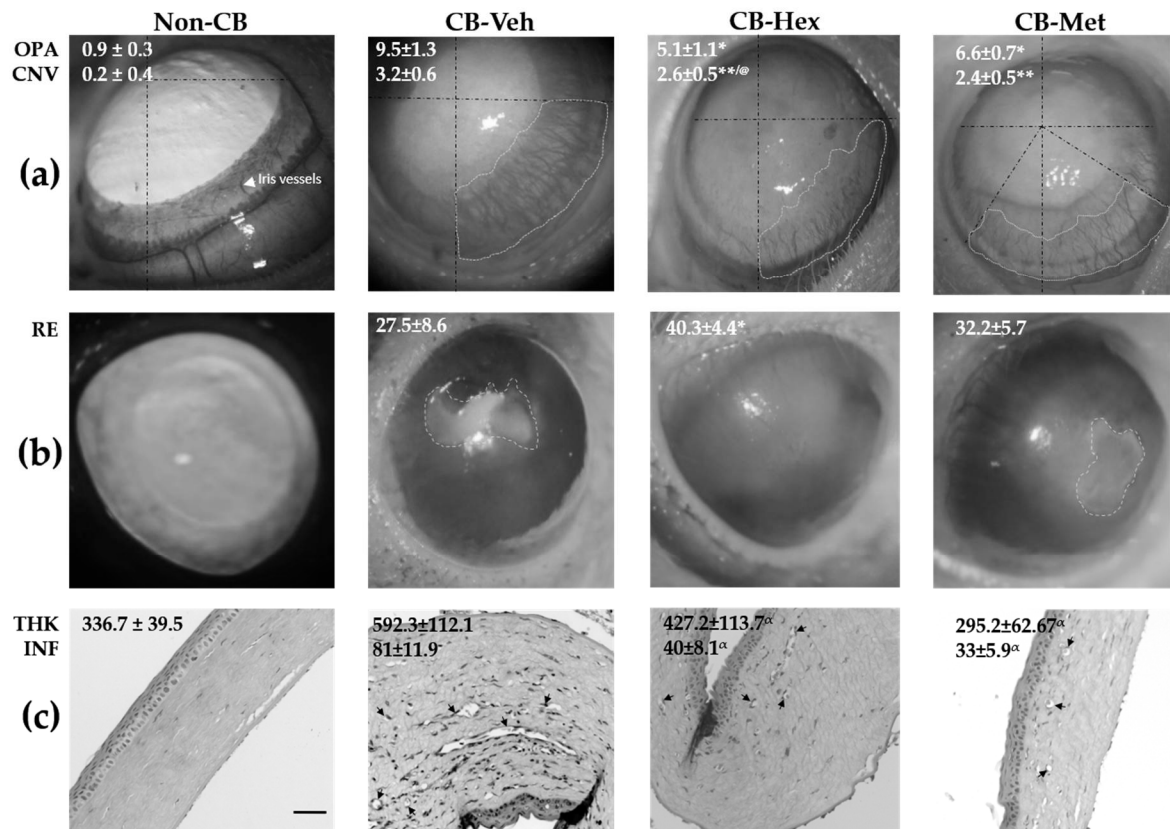 Non-CB CB-Veh CB-Hex CB-Met
OPA 0.9 ± 0.3 9.5±1.3 5.1±1.1* 6.6±0.7*
CNV 0.2 ± 0.4 3.2±0.6 2.6±0.5**/@ 2.4±0.5**
(a)
Iris vessels
RE 27.5±8.6 40.3±4.4* 32.2±5.7
(b)
THK 336.7 ± 39.5 592.3±112.1 427.2±113.7α 295.2±62.67α
INF 81±11.9- 40±8.1α 33±5.9α
(c)